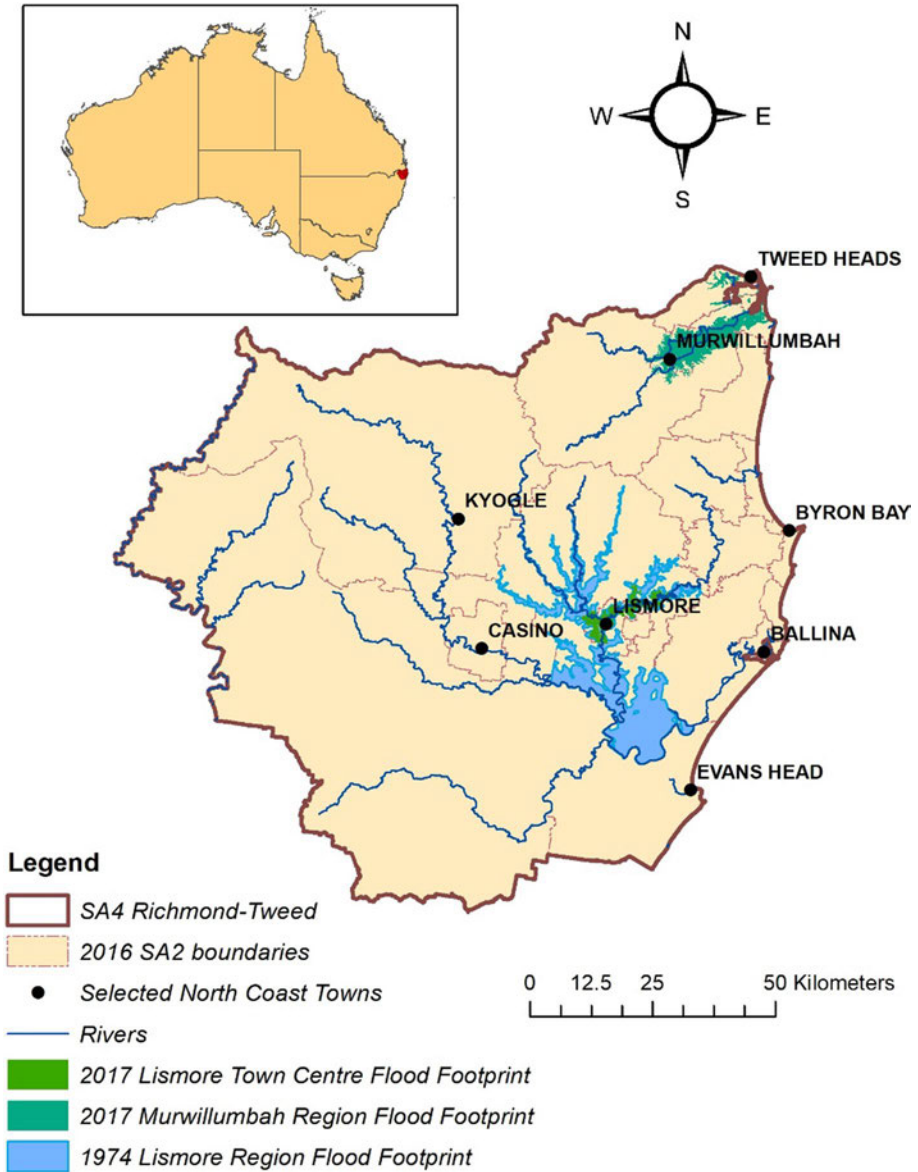 N
W E
S
TWEED HEADS
MURWILLUMBAH
KYOGLE
BYRON BAY
LISMORE
CASINO
BALLINA
EVANS HEAD
Legend
SA4 Richmond-Tweed
2016 SA2 boundaries
Selected North Coast Towns
Rivers
2017 Lismore Town Centre Flood Footprint
2017 Murwillumbah Region Flood Footprint
1974 Lismore Region Flood Footprint
0 12.5 25 50 Kilometers